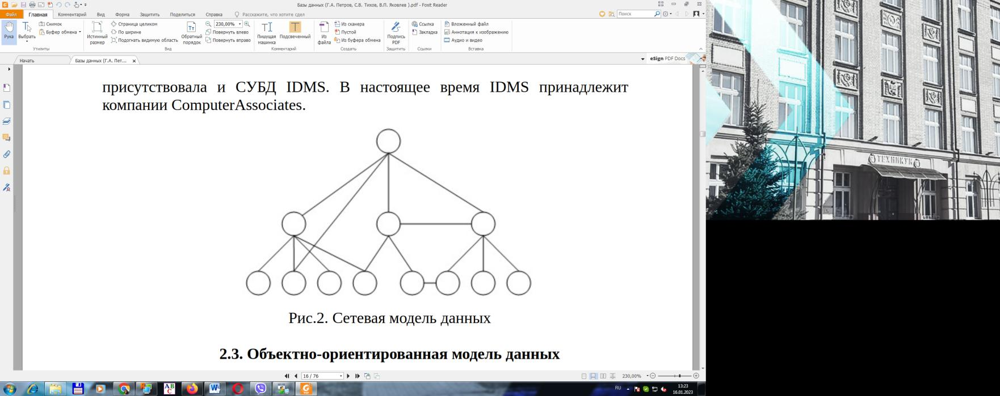 Базы данных (Г.А. Петров, С.В. Тихов, В.П. Яковлев ).pdf - Foxit Reader
Файл Главная Комментарий Вид Форма Защитить Поделиться Справка Расскажите, что хотите сделать Поиск
Рука
Выбрать
Снимок
Буфер обмена
Утилиты
Истинный размер
Страница целиком
По ширине
Подогнать видимую область
Обратный порядок
230,00%
Повернуть влево
Повернуть вправо
Вид
Пишущая машинка
Подсвеченный
Комментарий
Из файла
Из сканера
Пустой
Из буфера обмена
Создать
Подпись PDF
Защитить
Ссылка
Закладка
Ссылки
Вложенный файл
Аннотация к изображению
Аудио и видео
Вставка
Начать
Базы данных (Г.А. Пет...
eSign PDF Docs
присутствовала и СУБД IDMS. В настоящее время IDMS принадлежит
компании ComputerAssociates.
Рис.2. Сетевая модель данных
2.3. Объектно-ориентированная модель данных
ТЕХНИКУМ
16 / 76
230,00%
RU
13:23
16.01.2023